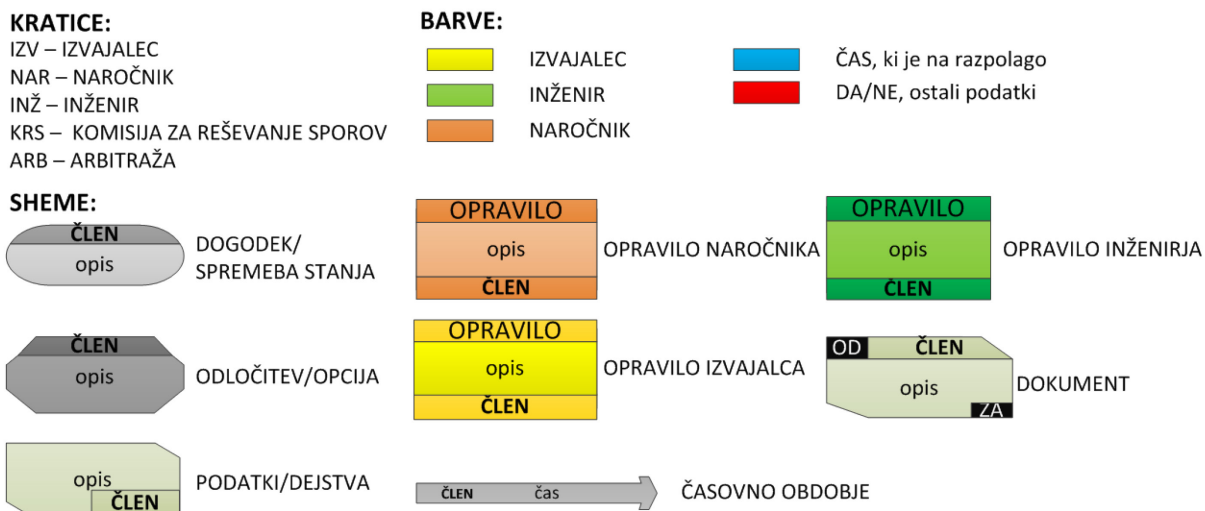 KRATICE:
IZV – IZVAJALEC
NAR – NAROČNIK
INŽ – INŽENIR
KRS – KOMISIJA ZA REŠEVANJE SPOROV
ARB – ARBITRAŽA
BARVE:
IZVAJALEC
INŽENIR
NAROČNIK
ČAS, ki je na razpolago
DA/NE, ostali podatki
SHEME:
ČLEN
opis
DOGODEK/
SPREMEBA STANJA
OPRAVILO
opis
ČLEN
OPRAVILO NAROČNIKA
OPRAVILO
opis
ČLEN
OPRAVILO INŽENIRJA
ČLEN
opis
ODLOČITEV/OPCIJA
OPRAVILO
opis
ČLEN
OPRAVILO IZVAJALCA
OD ČLEN
opis
ZA
DOKUMENT
opis
ČLEN
PODATKI/DEJSTVA
ČLEN čas
ČASOVNO OBDOBJE